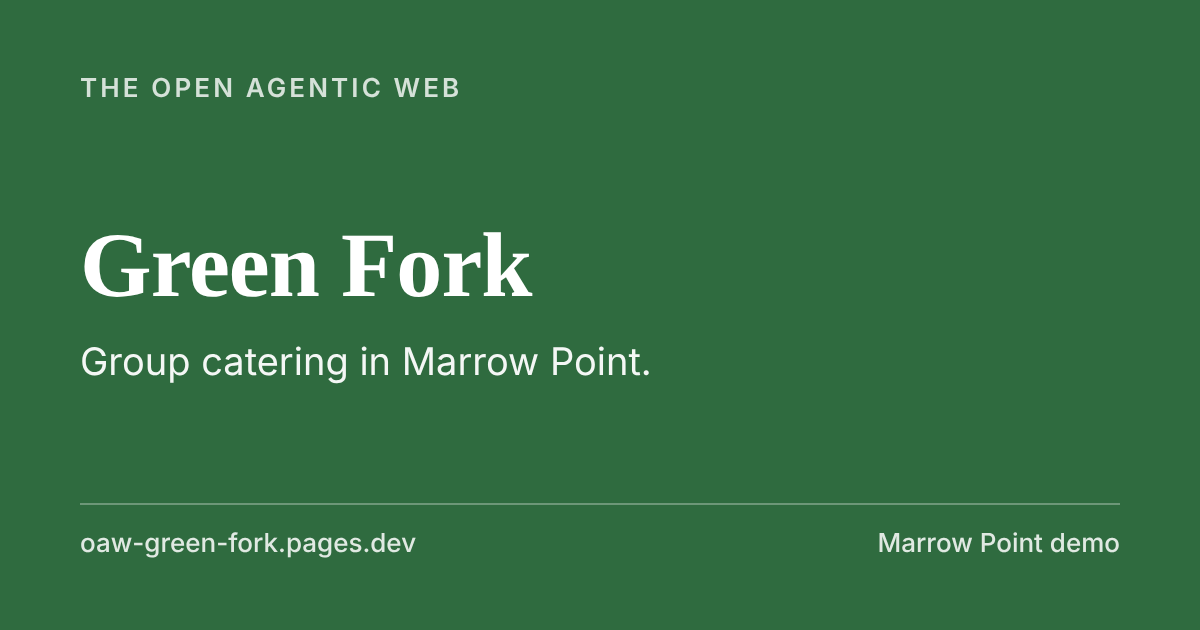 THE OPEN AGENTIC WEB
Green Fork
Group catering in Marrow Point.
oaw-green-fork.pages.dev
Marrow Point demo